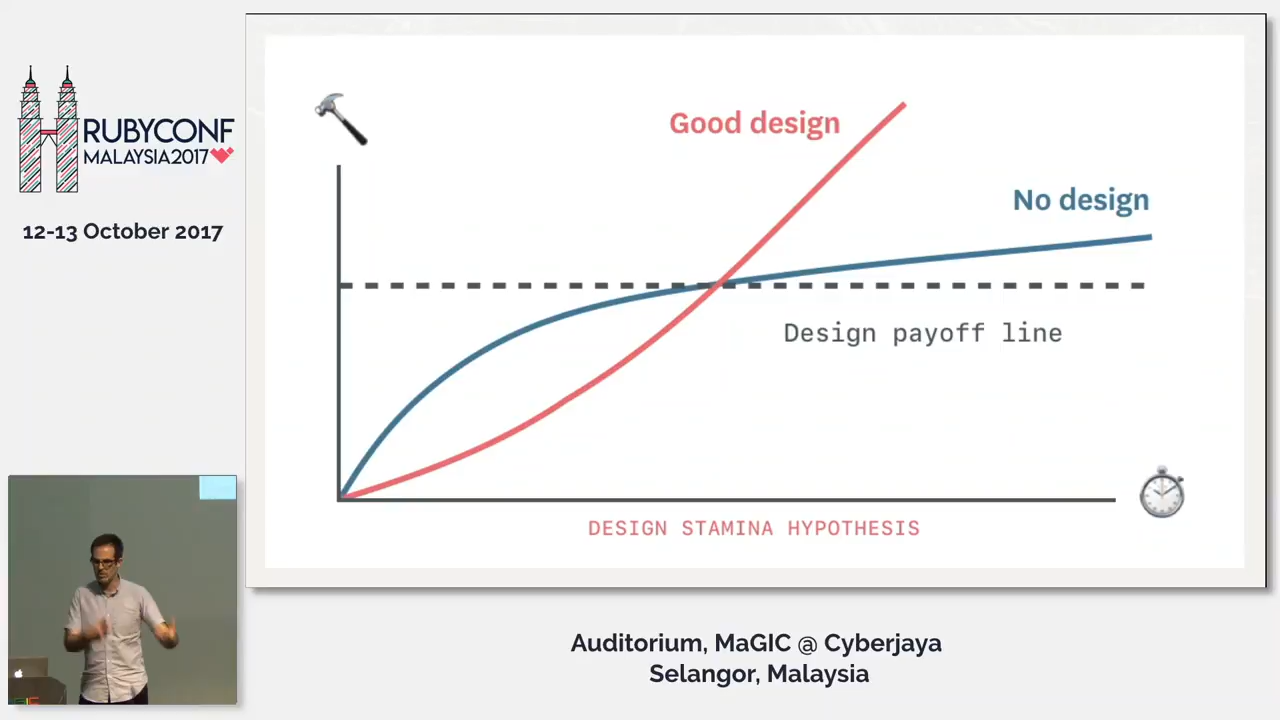 RUBYCONF
MALAYSIA2017
12-13 October 2017
Good design
No design
Design payoff line
DESIGN STAMINA HYPOTHESIS
Auditorium, MaGIC @ Cyberjaya
Selangor, Malaysia